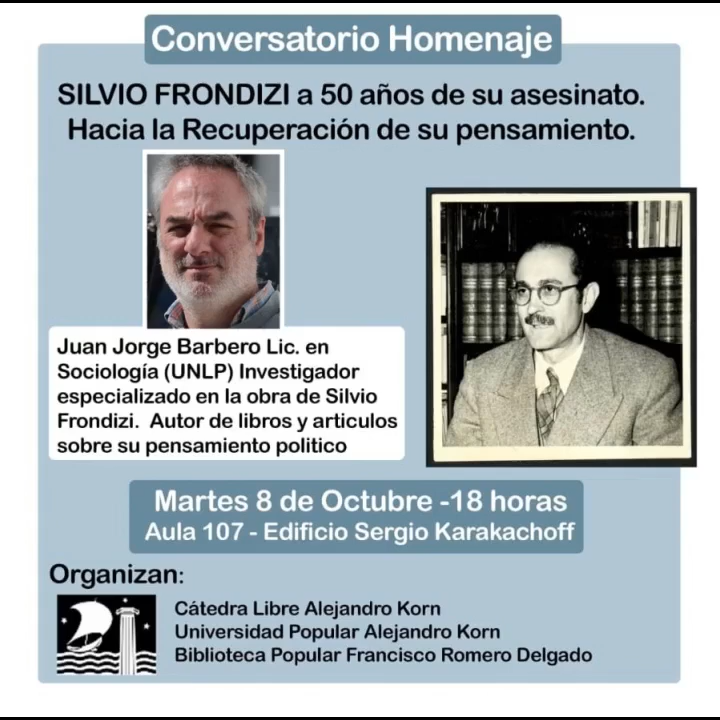 Conversatorio Homenaje
SILVIO FRONDIZI a 50 años de su asesinato.
Hacia la Recuperación de su pensamiento.
Juan Jorge Barbero Lic. en
Sociología (UNLP) Investigador
especializado en la obra de Silvio
Frondizi. Autor de libros y articulos
sobre su pensamiento politico
Martes 8 de Octubre -18 horas
Aula 107 - Edificio Sergio Karakachoff
Organizan:
Cátedra Libre Alejandro Korn
Universidad Popular Alejandro Korn
Biblioteca Popular Francisco Romero Delgado